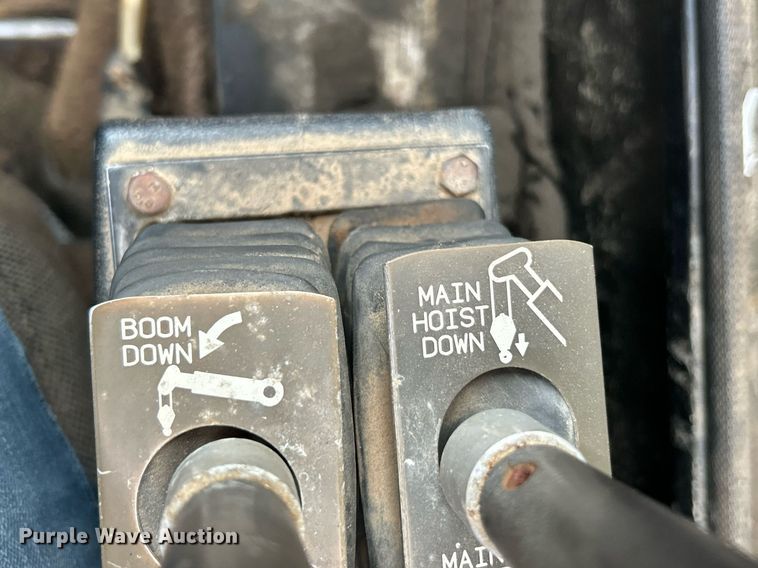 BOOM
DOWN
MAIN
HOIST
DOWN
MAIN
Purple Wave Auction